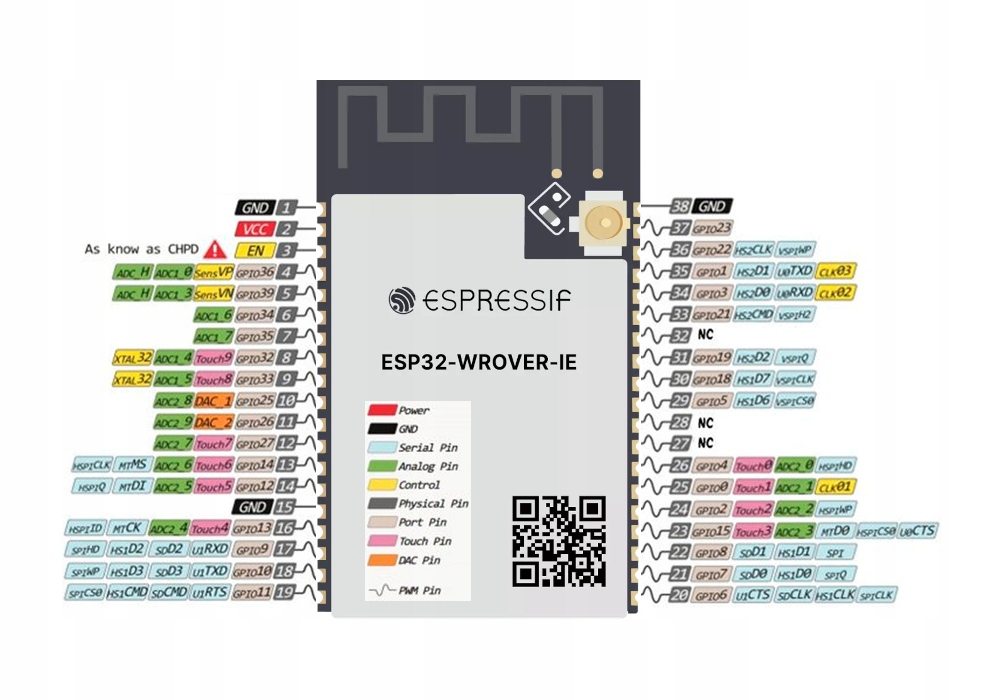 GND 1
VCC 2
As know as CHPD EN 3
ADC_H ADC1_0 SensVP GPIO36 4
ADC_H ADC1_3 SensVN GPIO39 5
ADC1_6 GPIO34 6
ADC1_7 GPIO35 7
XTAL32 ADC1_4 Touch9 GPIO32 8
XTAL32 ADC1_5 Touch8 GPIO33 9
ADC2_8 DAC_1 GPIO25 10
ADC2_9 DAC_2 GPIO26 11
ADC2_7 Touch7 GPIO27 12
HSPICLK MTMS ADC2_6 Touch6 GPIO14 13
HSPIQ MTDI ADC2_5 Touch5 GPIO12 14
GND 15
HSPIID MTCK ADC2_4 Touch4 GPIO13 16
SPIHD HS1D2 SDD2 U1RXD GPIO9 17
SPIWP HS1D3 SDD3 U1TXD GPIO10 18
SPICS0 HS1CMD SDCMD U1RTS GPIO11 19
ESPRESSIF
ESP32-WROVER-IE
Power
GND
Serial Pin
Analog Pin
Control
Physical Pin
Port Pin
Touch Pin
DAC Pin
PWM Pin
38 GND
37 GPIO23
36 GPIO22 HS2CLK VSPIWP
35 GPIO1 HS2D1 U0TXD CLK03
34 GPIO3 HS2D0 U0RXD CLK02
33 GPIO21 HS2CMD VSPIH2
32 NC
31 GPIO19 HS2D2 VSPIQ
30 GPIO18 HS1D7 VSPICLK
29 GPIO5 HS1D6 VSPICS0
28 NC
27 NC
26 GPIO4 Touch0 ADC2_0 HSPIHD
25 GPIO0 Touch1 ADC2_1 CLK01
24 GPIO2 Touch2 ADC2_2 HSPIWP
23 GPIO15 Touch3 ADC2_3 MTD0 HSPICS0 U0CTS
22 GPIO8 SDD1 HS1D1 SPI
21 GPIO7 SDD0 HS1D0 SPIQ
20 GPIO6 U1CTS SDCLK HS1CLK SPICLK